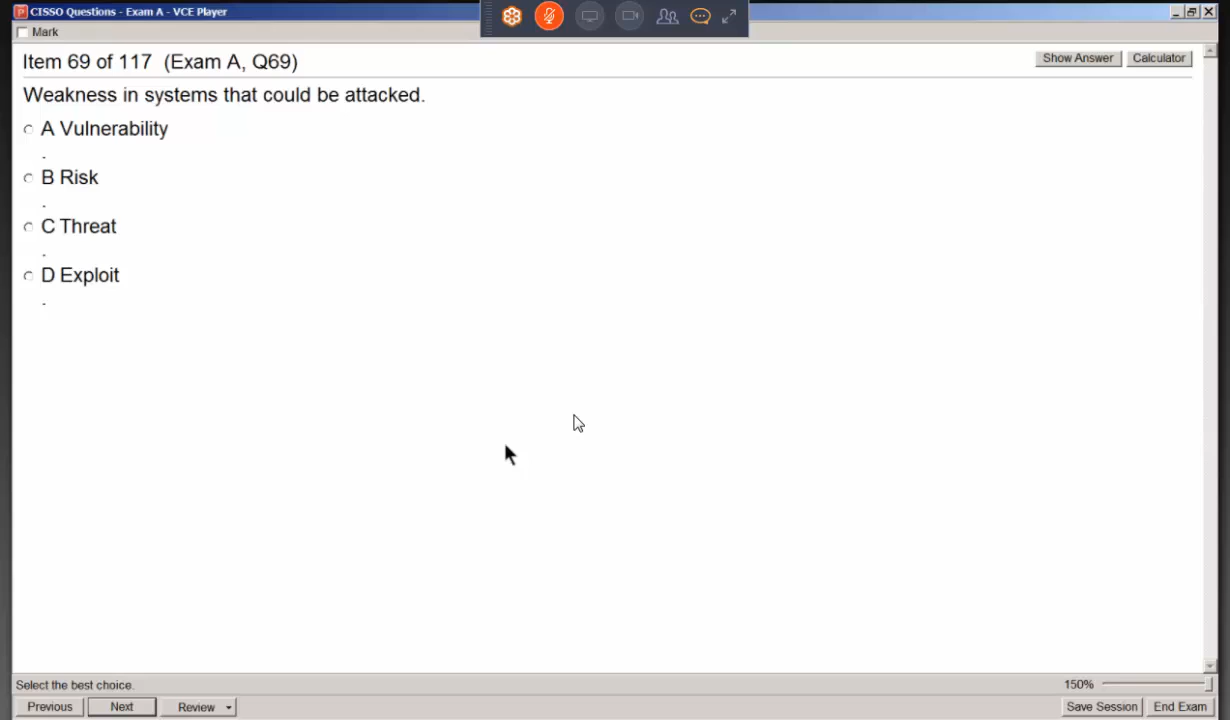 CISSO Questions - Exam A - VCE Player
Mark
Item 69 of 117 (Exam A, Q69)
Show Answer
Calculator
Weakness in systems that could be attacked.
A Vulnerability
.
B Risk
.
C Threat
.
D Exploit
.
Select the best choice.
150%
Previous
Next
Review
Save Session
End Exam